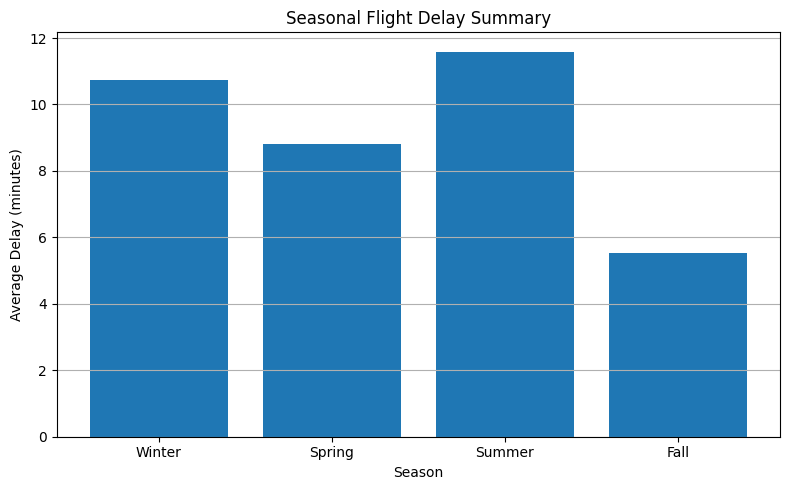 Seasonal Flight Delay Summary
12
10
8
6
4
2
0
Average Delay (minutes)
Winter Spring Summer Fall
Season